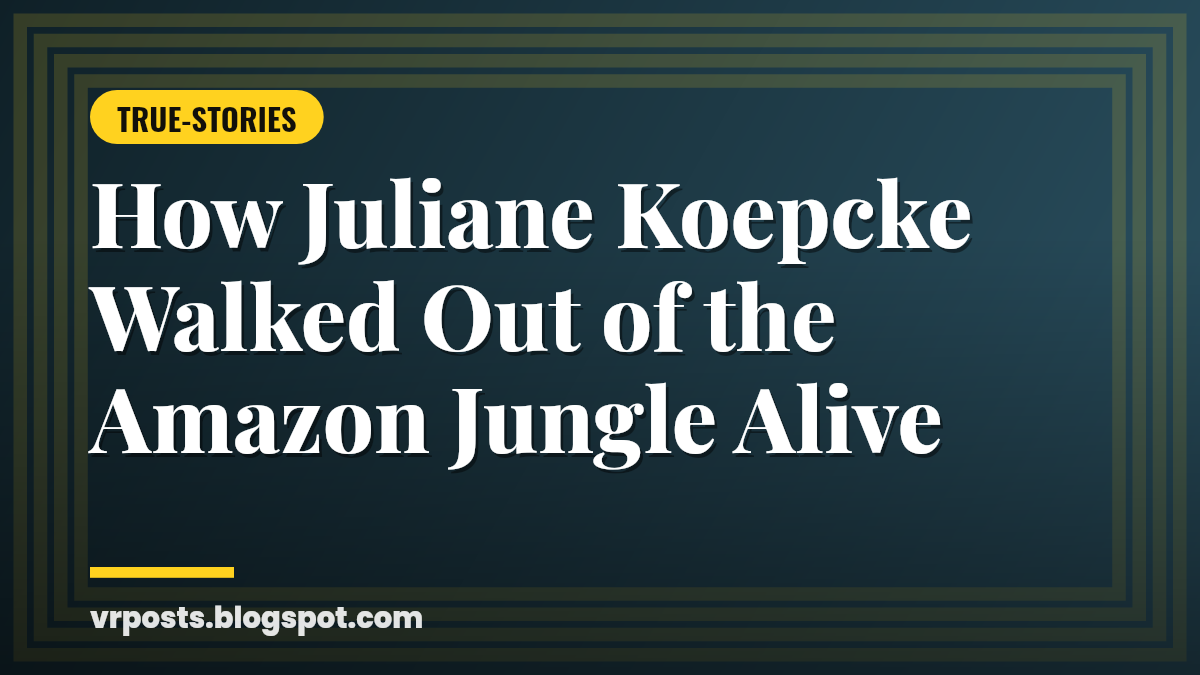 TRUE-STORIES
How Juliane Koepcke
Walked Out of the
Amazon Jungle Alive
vrposts.blogspot.com